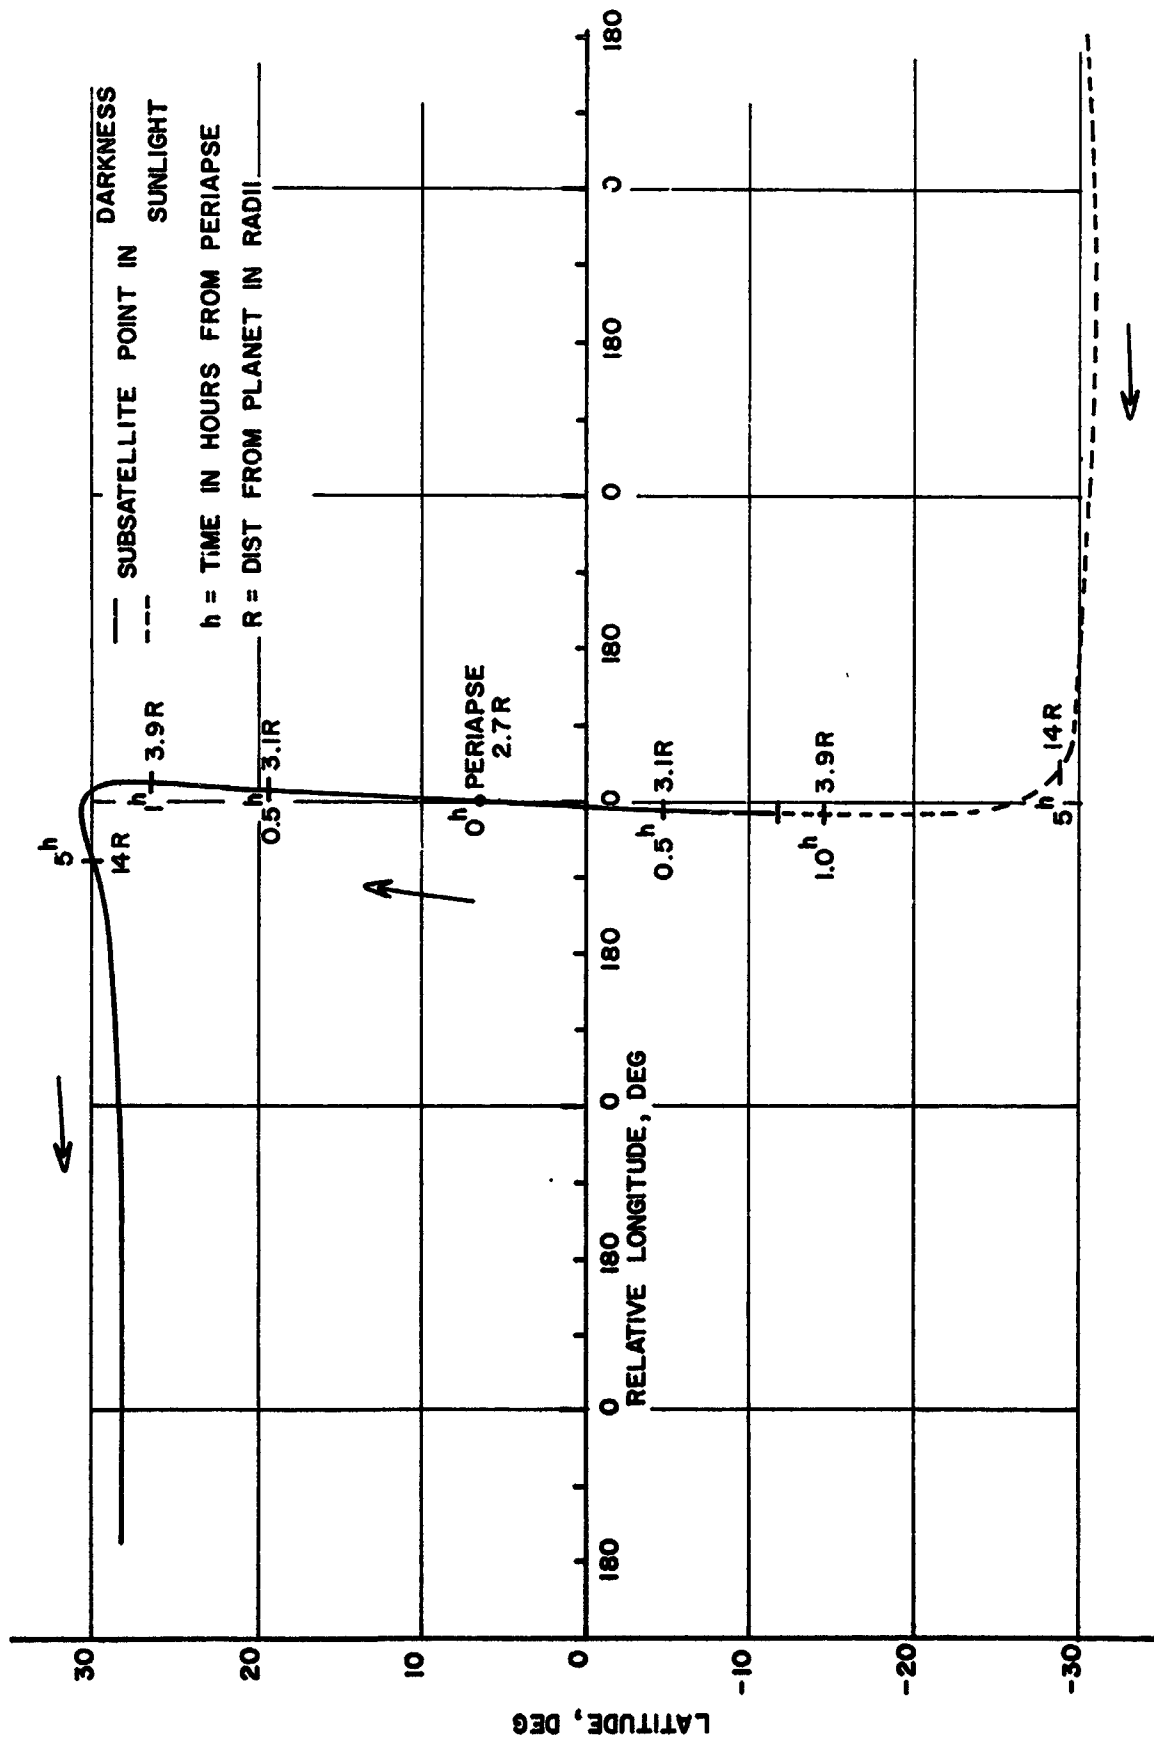 —— SUBSATELLITE POINT IN DARKNESS
--- SUNLIGHT
h = TIME IN HOURS FROM PERIAPSE
R = DIST FROM PLANET IN RADII
5h
14R
1h 3.9R
0.5h 3.1R
0h PERIAPSE
2.7R
0.5h 3.1R
1.0h 3.9R
5h 14R
180 0 180 0 180 0 180 0 180 0 180
RELATIVE LONGITUDE, DEG
30
20
10
0
-10
-20
-30
LATITUDE, DEG